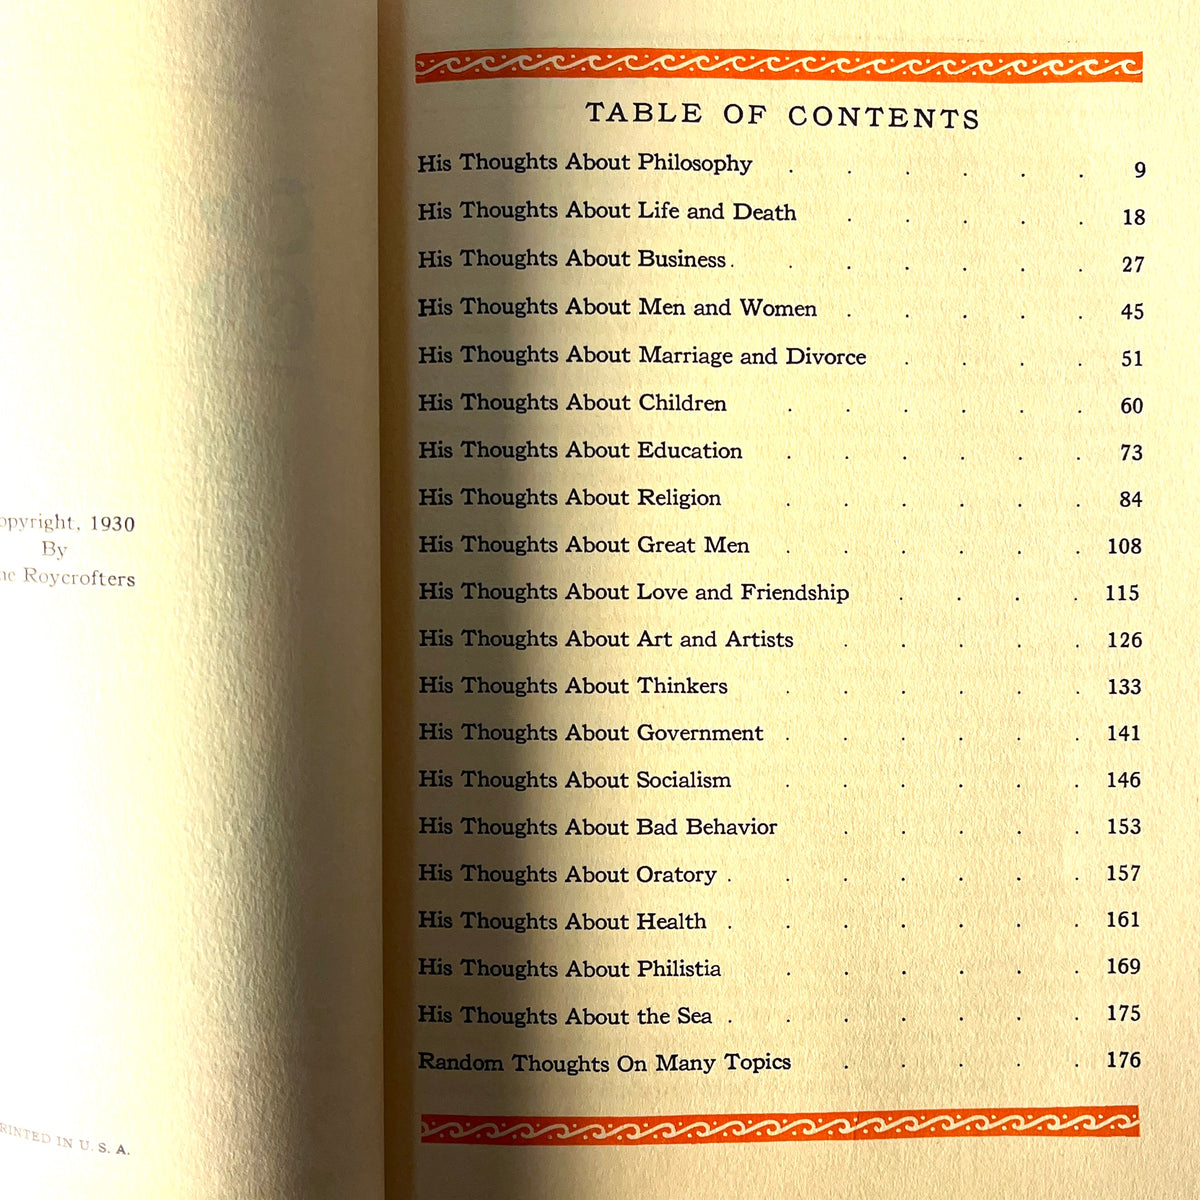 opyright, 1930
By
he Roycrofters
RINTED IN U. S. A.
TABLE OF CONTENTS
His Thoughts About Philosophy . . . . . . 9
His Thoughts About Life and Death . . . . . 18
His Thoughts About Business . . . . . . . 27
His Thoughts About Men and Women . . . . . 45
His Thoughts About Marriage and Divorce . . . . 51
His Thoughts About Children . . . . . . 60
His Thoughts About Education . . . . . . 73
His Thoughts About Religion . . . . . . 84
His Thoughts About Great Men . . . . . . 108
His Thoughts About Love and Friendship . . . . 115
His Thoughts About Art and Artists . . . . . 126
His Thoughts About Thinkers . . . . . . 133
His Thoughts About Government . . . . . . 141
His Thoughts About Socialism . . . . . . 146
His Thoughts About Bad Behavior . . . . . 153
His Thoughts About Oratory . . . . . . . 157
His Thoughts About Health . . . . . . . 161
His Thoughts About Philistia . . . . . . 169
His Thoughts About the Sea . . . . . . . 175
Random Thoughts On Many Topics . . . . . 176